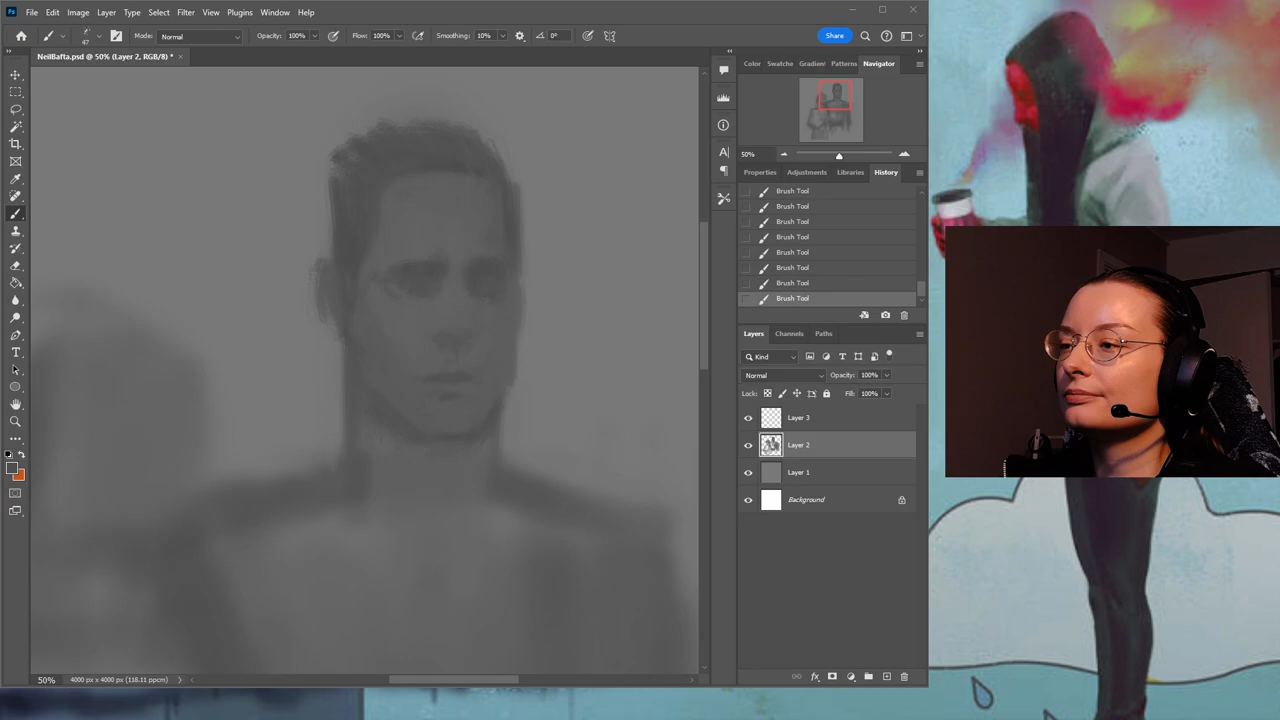 Ps File Edit Image Layer Type Select Filter View Plugins Window Help
47 Mode: Normal Opacity: 100% Flow: 100% Smoothing: 10% 0° Share
NeilBafta.psd @ 50% (Layer 2, RGB/8) *
Color Swatche Gradien Patterns Navigator
50%
Properties Adjustments Libraries History
Brush Tool
Brush Tool
Brush Tool
Brush Tool
Brush Tool
Brush Tool
Brush Tool
Brush Tool
Layers Channels Paths
Kind
Normal Opacity: 100%
Lock: Fill: 100%
Layer 3
Layer 2
Layer 1
Background
50% 4000 px x 4000 px (118.11 ppcm)